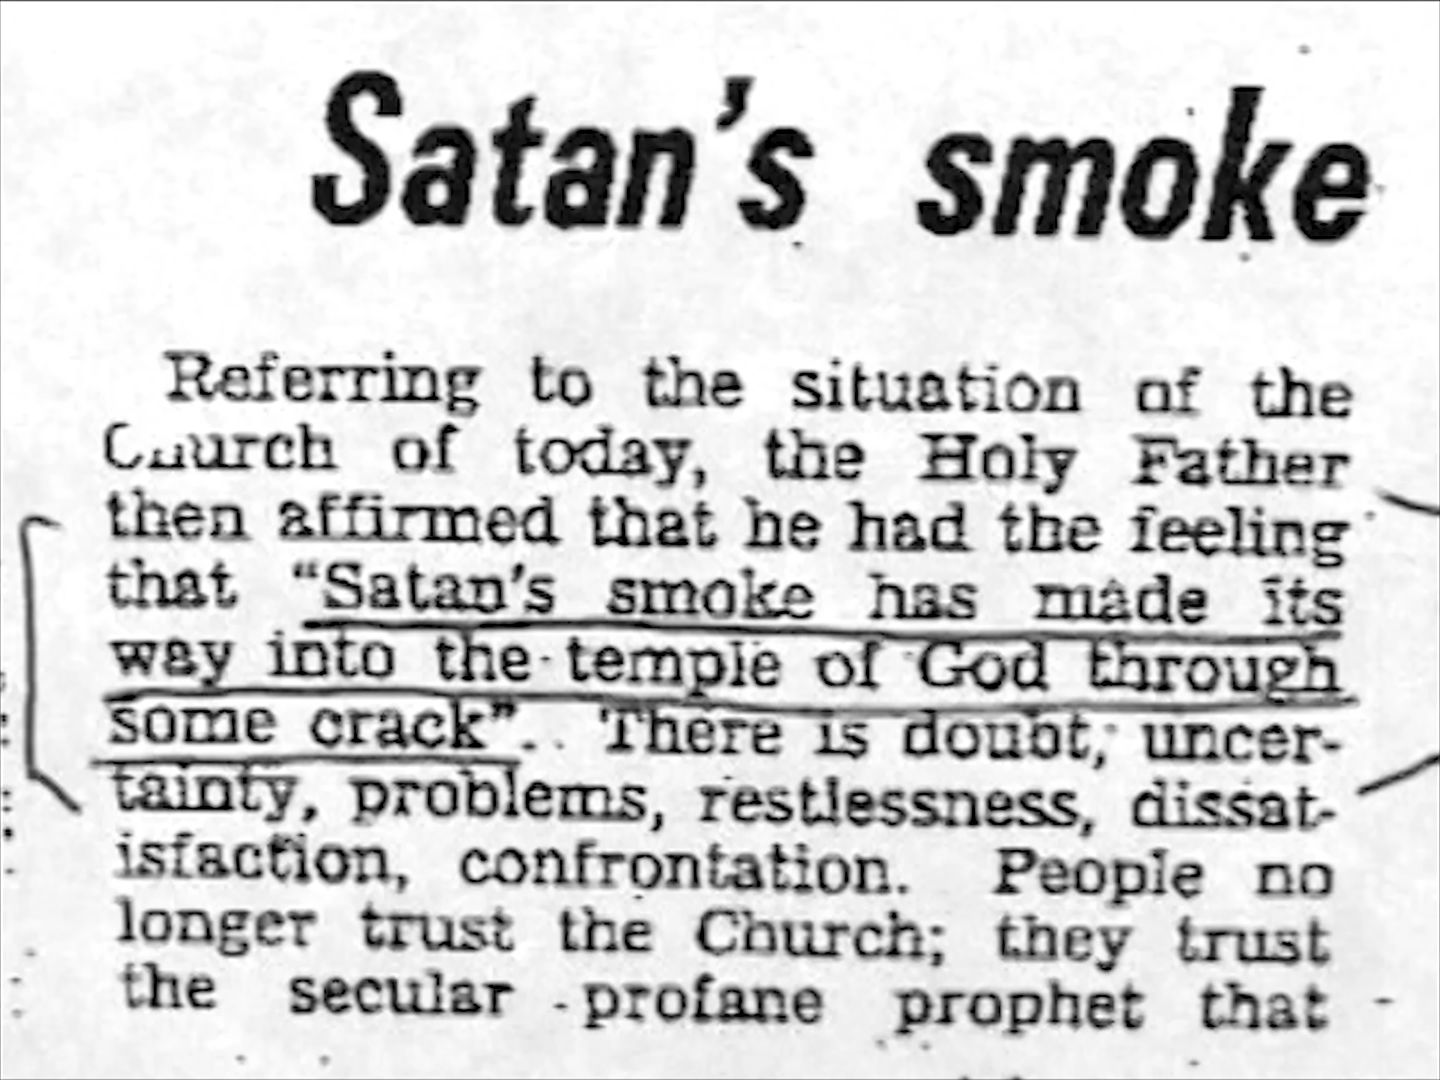 Satan's smoke
Referring to the situation of the
Church of today, the Holy Father
then affirmed that he had the feeling
that “Satan's smoke has made its
way into the temple of God through
some crack”. There is doubt, uncer-
tainty, problems, restlessness, dissat-
isfaction, confrontation. People no
longer trust the Church; they trust
the secular profane prophet that